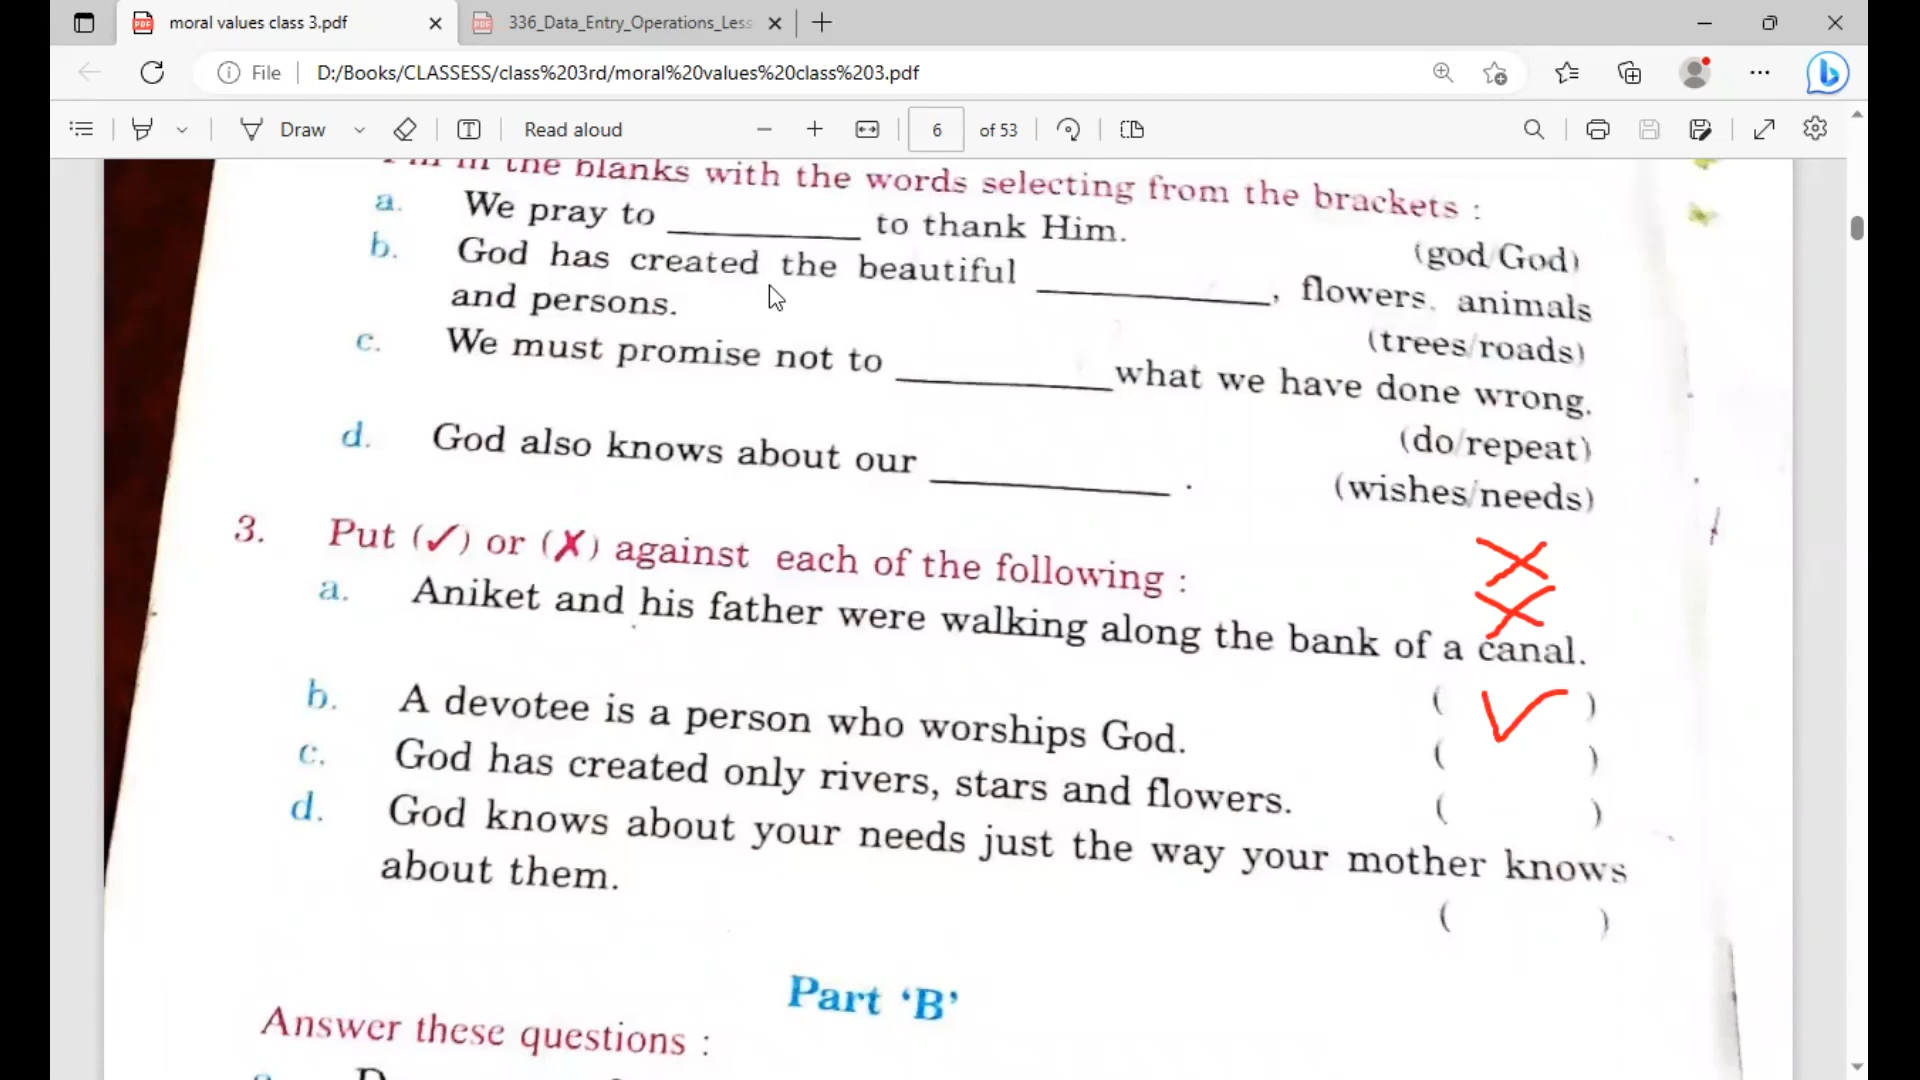 moral values class 3.pdf
336_Data_Entry_Operations_Less
File
D:/Books/CLASSESS/class%203rd/moral%20values%20class%203.pdf
Draw
Read aloud
6 of 53
Fill in the blanks with the words selecting from the brackets :
a. We pray to __________ to thank Him. (god/God)
b. God has created the beautiful __________, flowers, animals
and persons. (trees/roads)
c. We must promise not to __________ what we have done wrong.
(do/repeat)
d. God also knows about our __________ . (wishes/needs)
3. Put (✓) or (✗) against each of the following :
a. Aniket and his father were walking along the bank of a canal.
( )
b. A devotee is a person who worships God. ( )
c. God has created only rivers, stars and flowers. ( )
d. God knows about your needs just the way your mother knows
about them. ( )
Part ‘B’
Answer these questions :